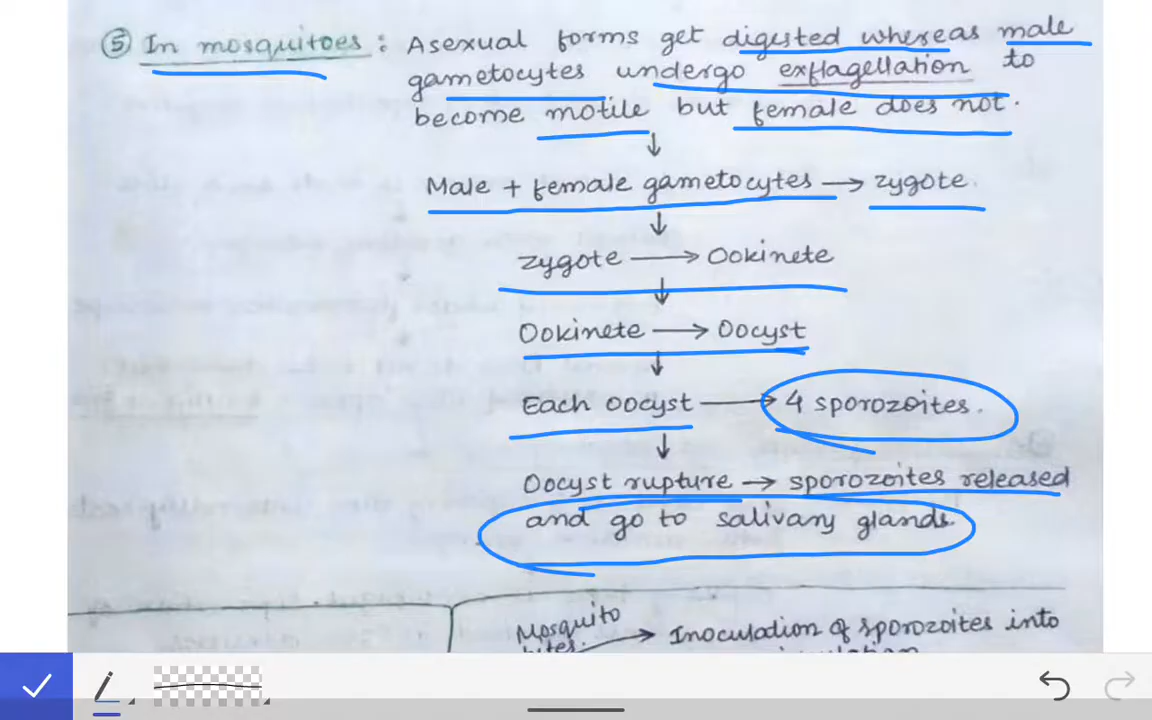 ⑤ In mosquitoes : Asexual forms get digested whereas male
gametocytes undergo exflagellation to
become motile but female does not.
↓
Male + female gametocytes → zygote.
↓
zygote → Ookinete
↓
Ookinete → Oocyst
↓
Each Oocyst → 4 sporozoites.
↓
Oocyst rupture → sporozoites released
and go to salivary glands.
Mosquito → Inoculation of sporozoites into
bites.